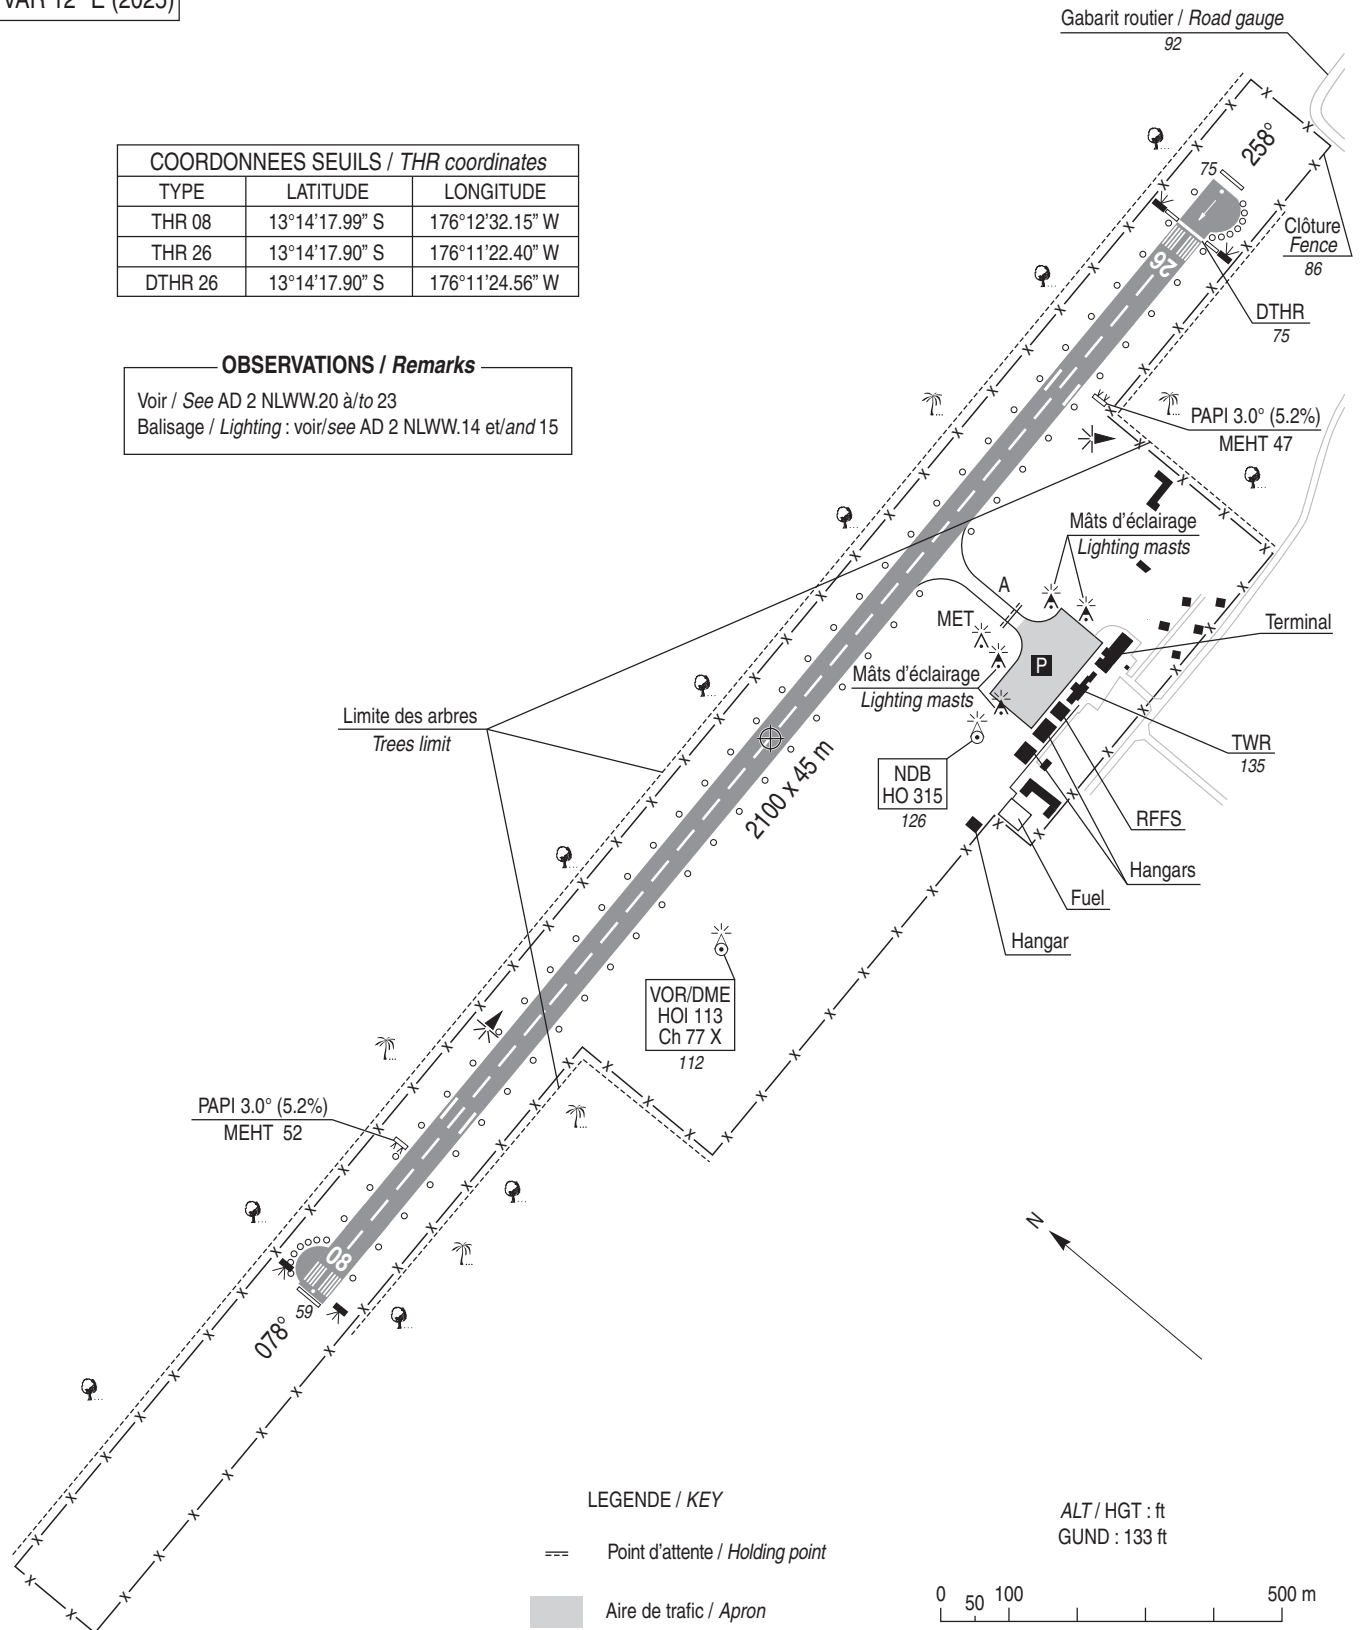 VAR 12° E (2025)
Gabarit routier / Road gauge
92
COORDONNEES SEUILS / THR coordinates
TYPE LATITUDE LONGITUDE
THR 08 13°14’17.99” S 176°12’32.15” W
THR 26 13°14’17.90” S 176°11’22.40” W
DTHR 26 13°14’17.90” S 176°11’24.56” W
OBSERVATIONS / Remarks
Voir / See AD 2 NLWW.20 à/to 23
Balisage / Lighting : voir/see AD 2 NLWW.14 et/and 15
258°
75
Clôture
Fence
86
26
DTHR
75
PAPI 3.0° (5.2%)
MEHT 47
Mâts d’éclairage
Lighting masts
A
MET
Terminal
P
Mâts d’éclairage
Lighting masts
Limite des arbres
Trees limit
TWR
135
NDB
HO 315
126
2100 x 45 m
RFFS
Hangars
Fuel
Hangar
VOR/DME
HOI 113
Ch 77 X
112
PAPI 3.0° (5.2%)
MEHT 52
08
59
078°
N
LEGENDE / KEY
Point d’attente / Holding point
Aire de trafic / Apron
ALT / HGT : ft
GUND : 133 ft
0 50 100 500 m